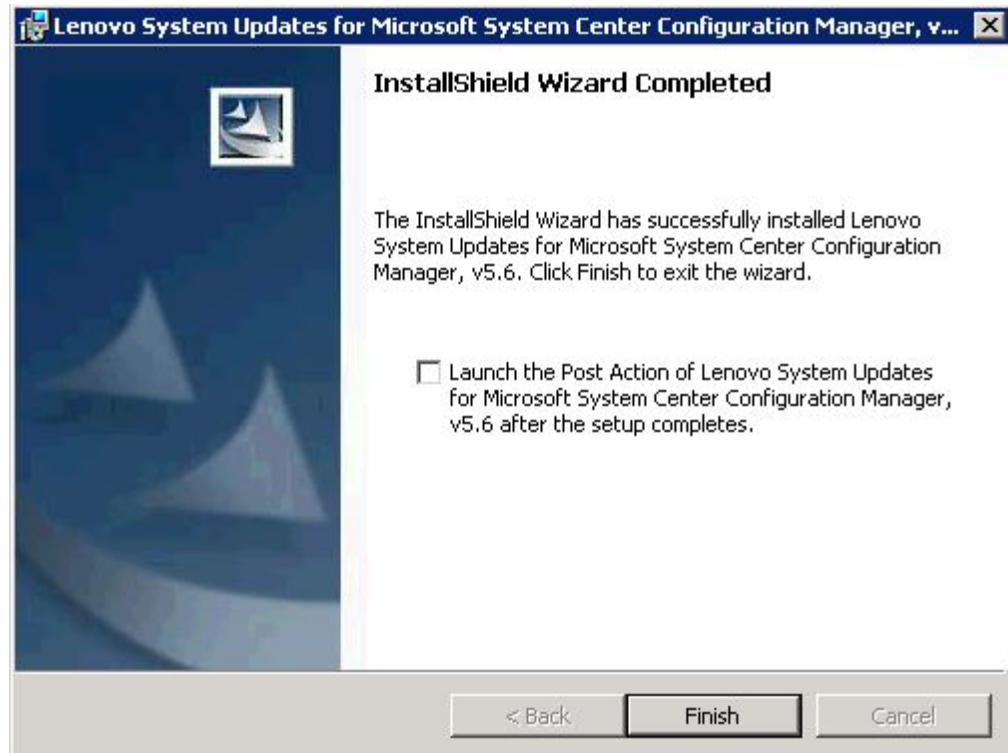 Lenovo System Updates for Microsoft System Center Configuration Manager, v...
InstallShield Wizard Completed
The InstallShield Wizard has successfully installed Lenovo
System Updates for Microsoft System Center Configuration
Manager, v5.6. Click Finish to exit the wizard.
Launch the Post Action of Lenovo System Updates
for Microsoft System Center Configuration Manager,
v5.6 after the setup completes.
< Back
Finish
Cancel